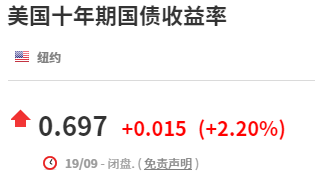 美国十年期国债收益率
纽约
0.697 +0.015 (+2.20%)
19/09 - 闭盘. ( 免责声明 )